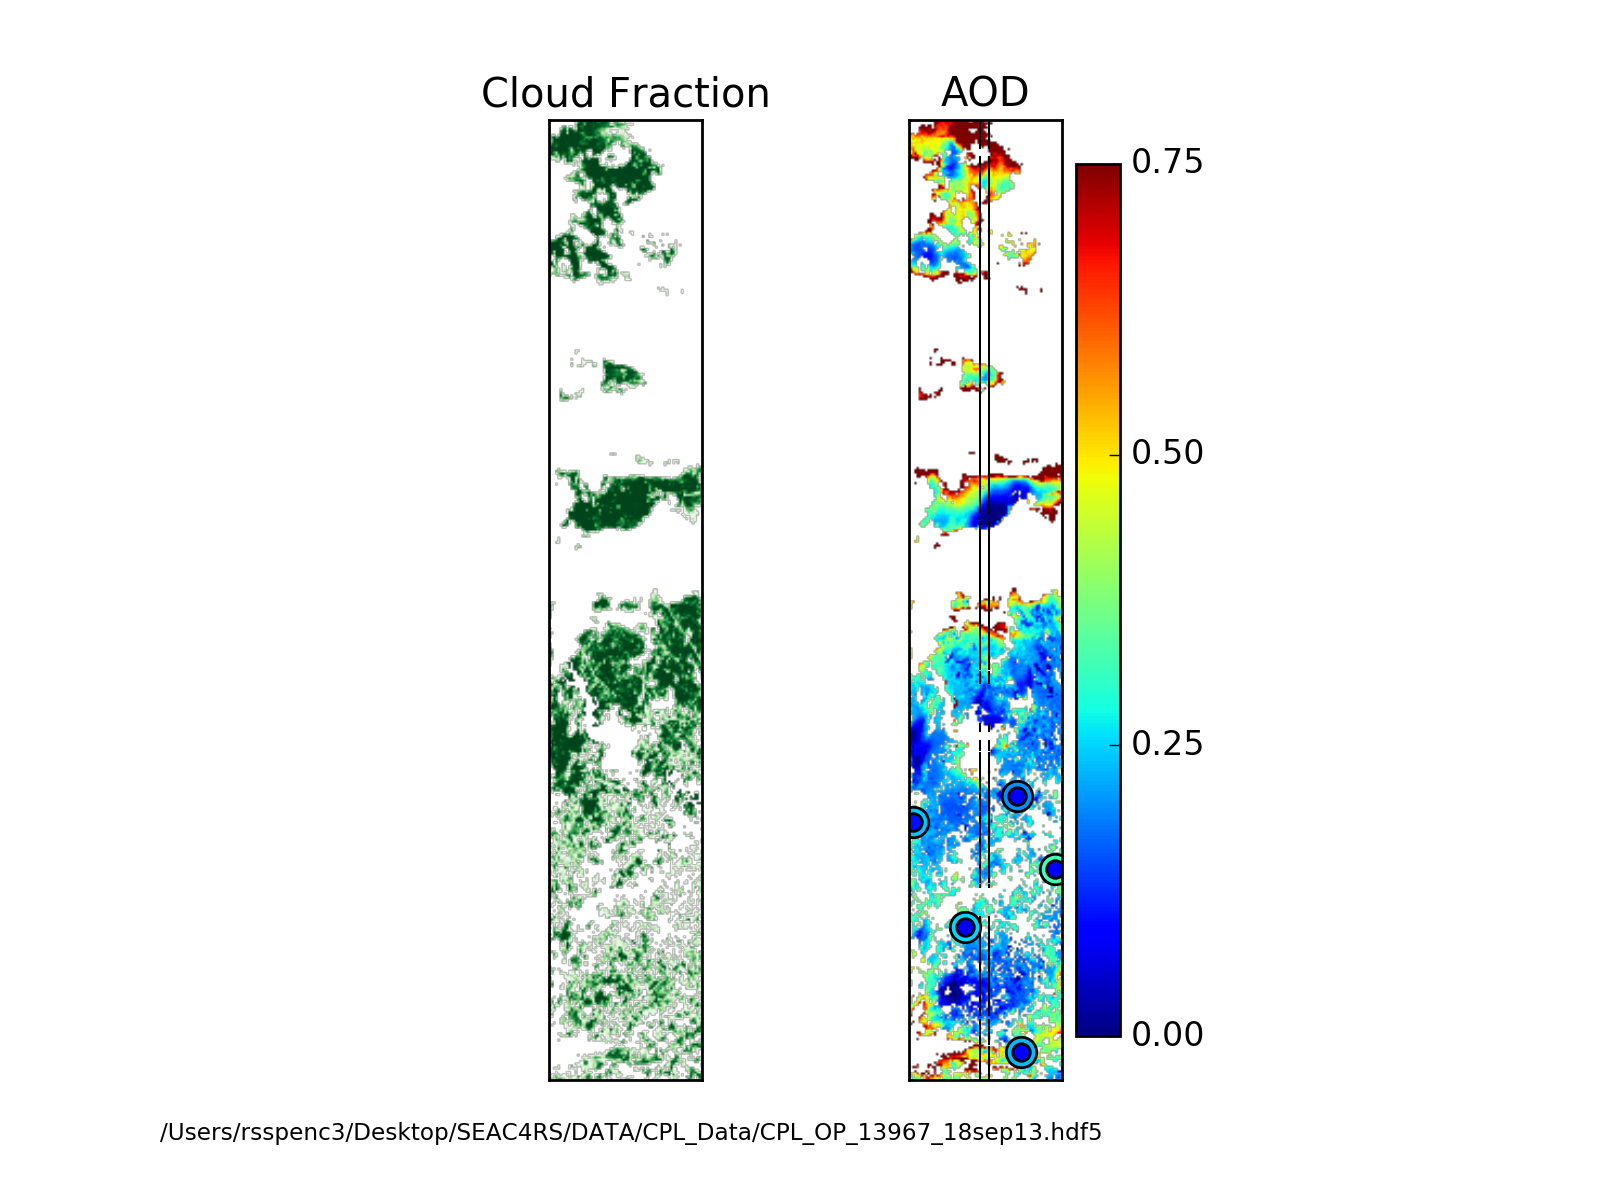 Cloud Fraction
AOD
0.75
0.50
0.25
0.00
/Users/rsspenc3/Desktop/SEAC4RS/DATA/CPL_Data/CPL_OP_13967_18sep13.hdf5